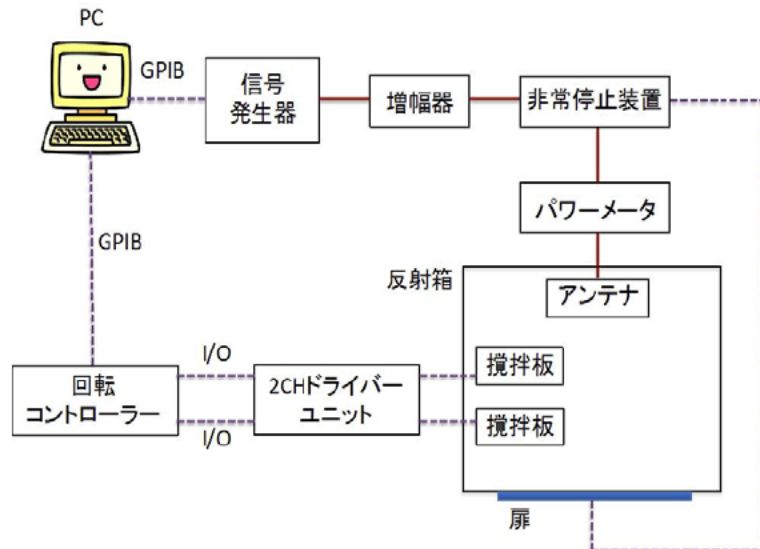 PC
GPIB
信号
発生器
増幅器
非常停止装置
パワーメータ
GPIB
反射箱
アンテナ
I/O
回転
コントローラー
2CHドライバー
ユニット
撹拌板
撹拌板
I/O
扉